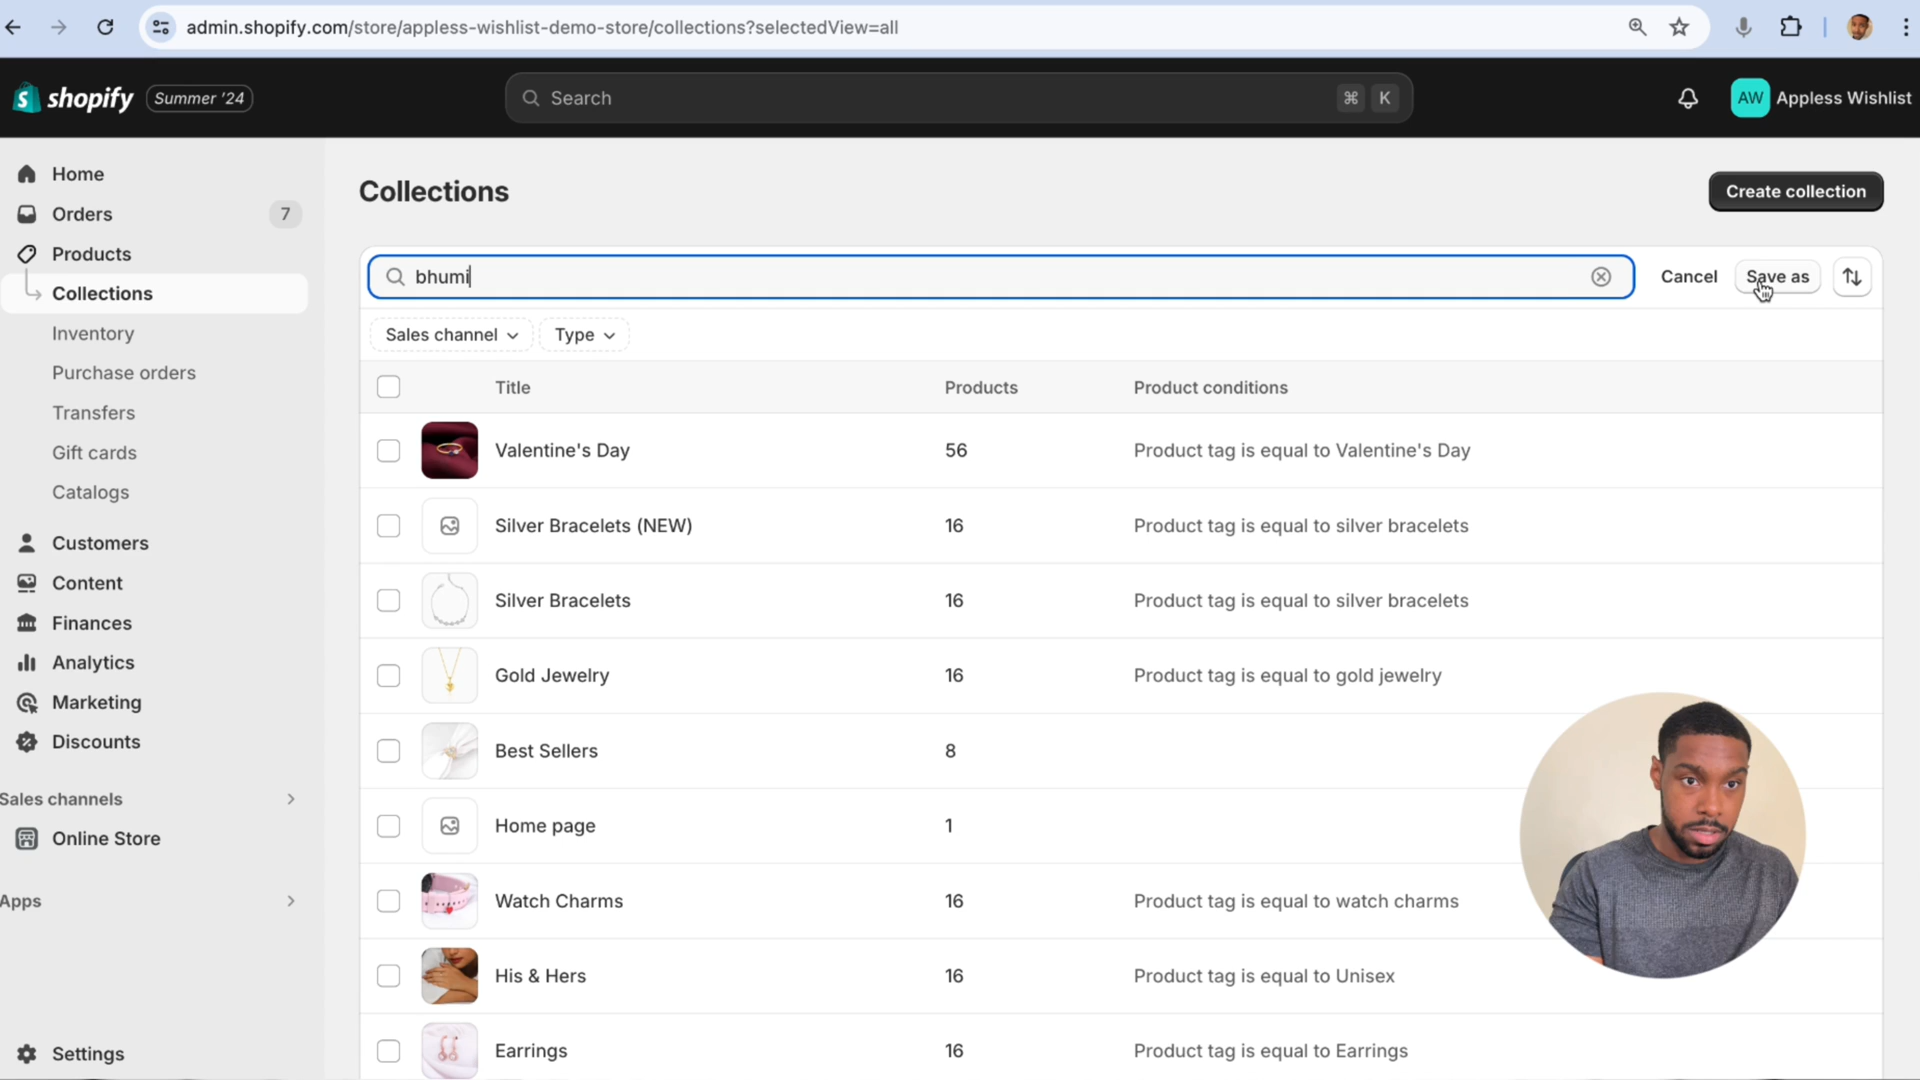 admin.shopify.com/store/appless-wishlist-demo-store/collections?selectedView=all
shopify Summer '24 Search ⌘ K AW Appless Wishlist
Home
Orders 7
Products
Collections
Inventory
Purchase orders
Transfers
Gift cards
Catalogs
Customers
Content
Finances
Analytics
Marketing
Discounts
Sales channels
Online Store
Apps
Settings
Collections Create collection
bhumi Cancel Save as
Sales channel Type
Title Products Product conditions
Valentine's Day 56 Product tag is equal to Valentine's Day
Silver Bracelets (NEW) 16 Product tag is equal to silver bracelets
Silver Bracelets 16 Product tag is equal to silver bracelets
Gold Jewelry 16 Product tag is equal to gold jewelry
Best Sellers 8
Home page 1
Watch Charms 16 Product tag is equal to watch charms
His & Hers 16 Product tag is equal to Unisex
Earrings 16 Product tag is equal to Earrings